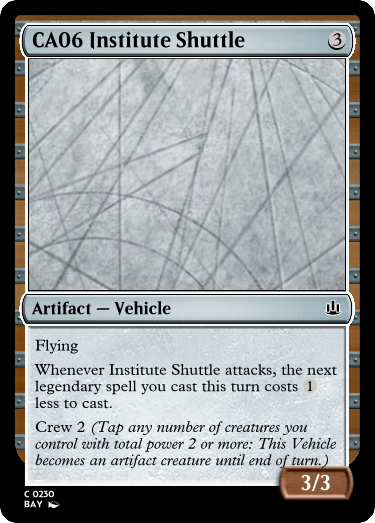 CA06 Institute Shuttle 3
Artifact — Vehicle
Flying
Whenever Institute Shuttle attacks, the next
legendary spell you cast this turn costs 1
less to cast.
Crew 2 (Tap any number of creatures you
control with total power 2 or more: This Vehicle
becomes an artifact creature until end of turn.)
3/3
C 0230
BAY